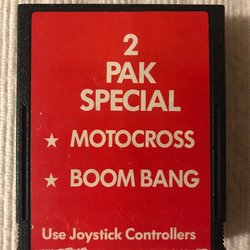 2
PAK
SPECIAL
★ MOTOCROSS
★ BOOM BANG
Use Joystick Controllers